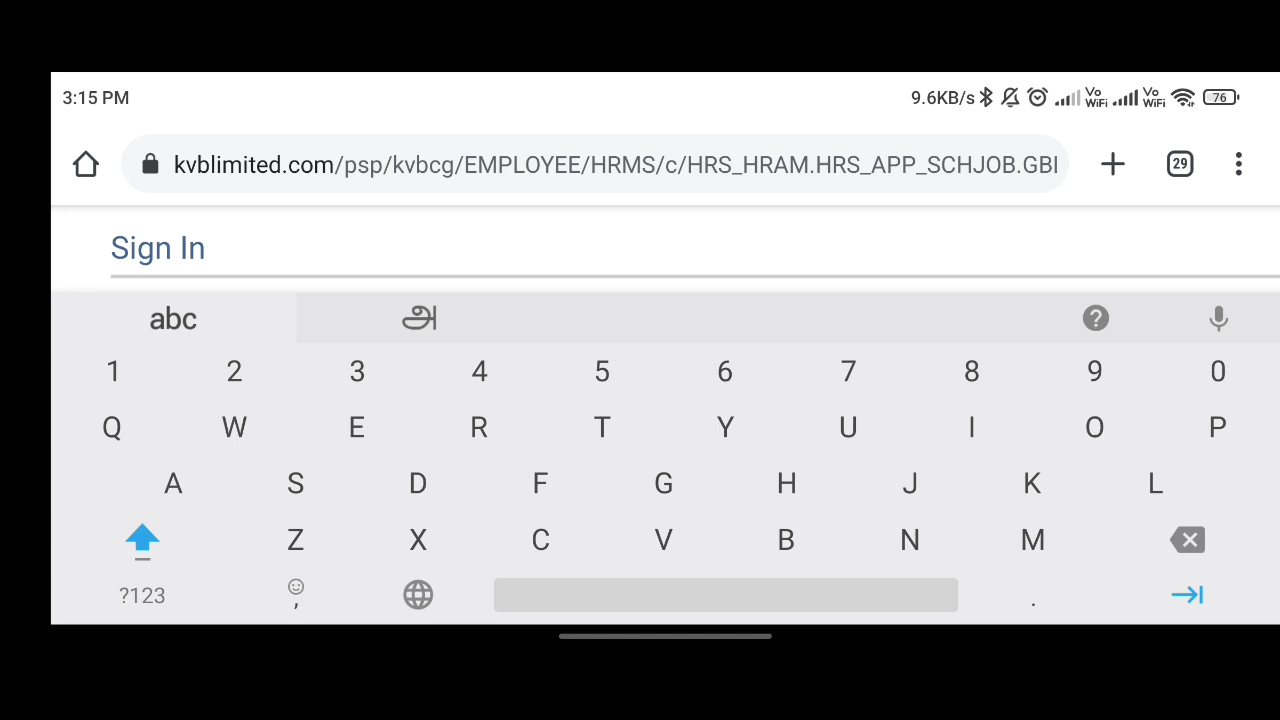 3:15 PM 9.6KB/s Vo WiFi Vo WiFi 76
kvblimited.com/psp/kvbcg/EMPLOYEE/HRMS/c/HRS_HRAM.HRS_APP_SCHJOB.GBI 29
Sign In
abc அ ?
1 2 3 4 5 6 7 8 9 0
Q W E R T Y U I O P
A S D F G H J K L
Z X C V B N M
?123 , .